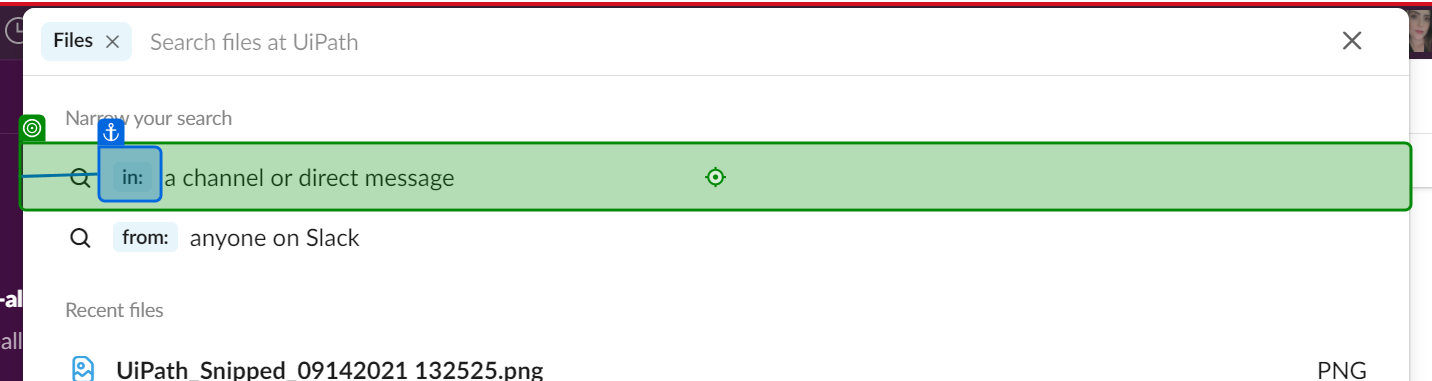 Files × Search files at UiPath
Narrow your search
in: a channel or direct message
from: anyone on Slack
-al
Recent files
all
UiPath_Snipped_09142021 132525.png PNG